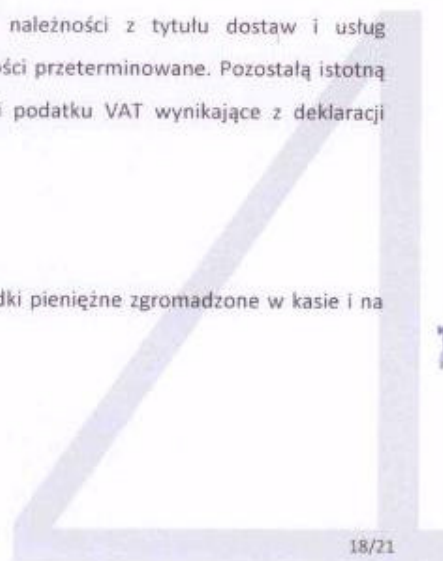 należności z tytułu dostaw i usług
ści przeterminowane. Pozostałą istotną
i podatku VAT wynikające z deklaracji
dki pieniężne zgromadzone w kasie i na
18/21